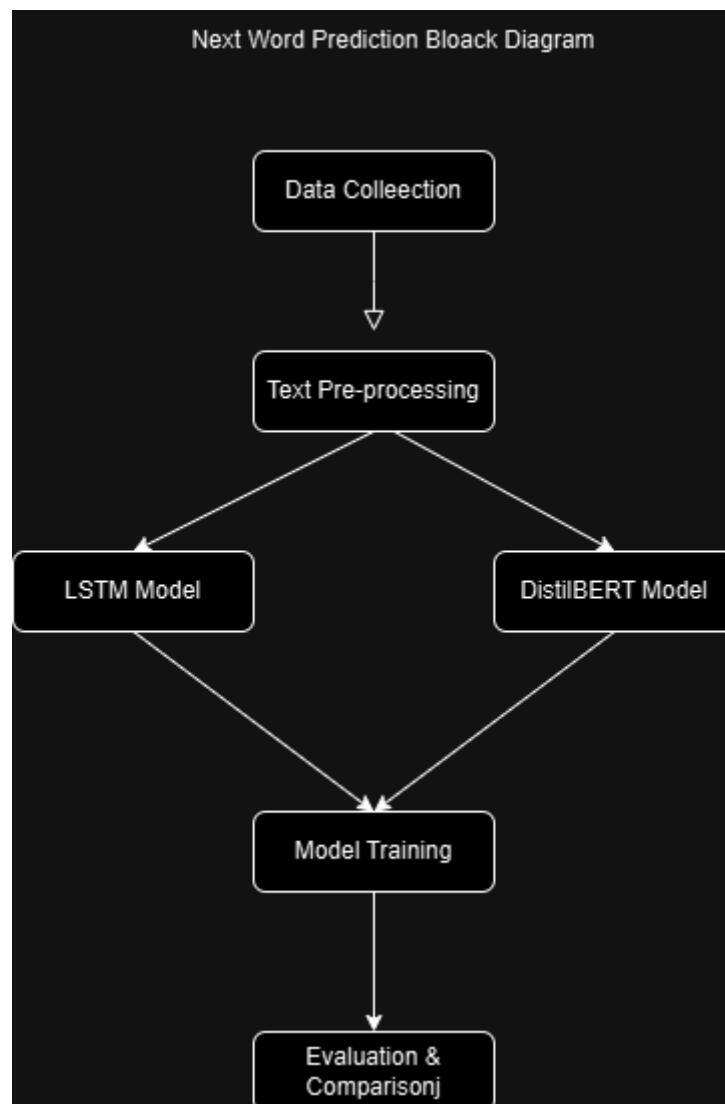 Next Word Prediction Bloack Diagram
Data Colleection
Text Pre-processing
LSTM Model
DistilBERT Model
Model Training
Evaluation &
Comparisonj